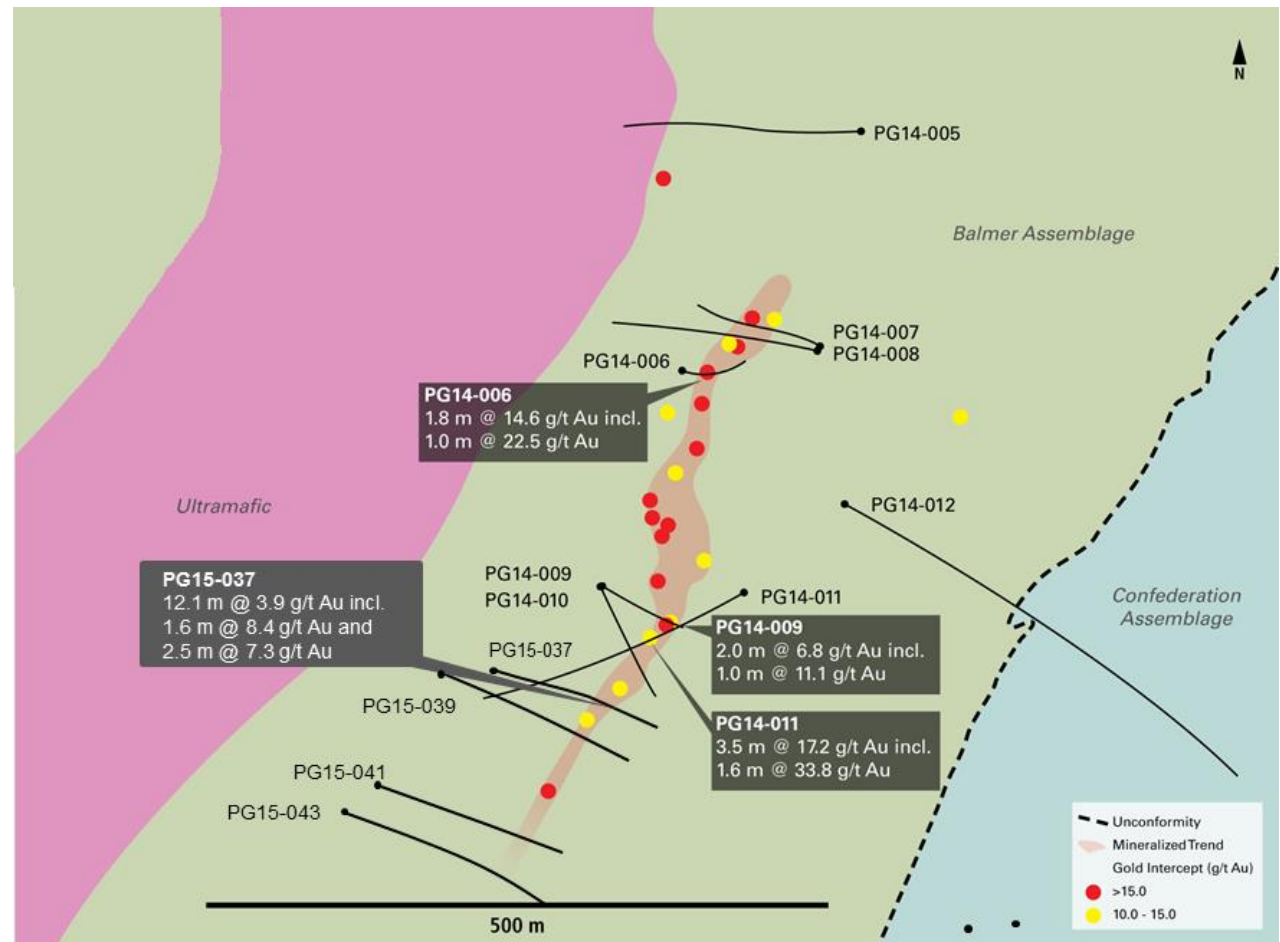 N
PG14-005
Balmer Assemblage
PG14-007
PG14-008
PG14-006
PG14-006
1.8 m @ 14.6 g/t Au incl.
1.0 m @ 22.5 g/t Au
Ultramafic
PG14-012
PG15-037
12.1 m @ 3.9 g/t Au incl.
1.6 m @ 8.4 g/t Au and
2.5 m @ 7.3 g/t Au
PG14-009
PG14-010
PG14-011
Confederation
Assemblage
PG14-009
2.0 m @ 6.8 g/t Au incl.
1.0 m @ 11.1 g/t Au
PG15-037
PG15-039
PG14-011
3.5 m @ 17.2 g/t Au incl.
1.6 m @ 33.8 g/t Au
PG15-041
PG15-043
Unconformity
Mineralized Trend
Gold Intercept (g/t Au)
>15.0
10.0 - 15.0
500 m